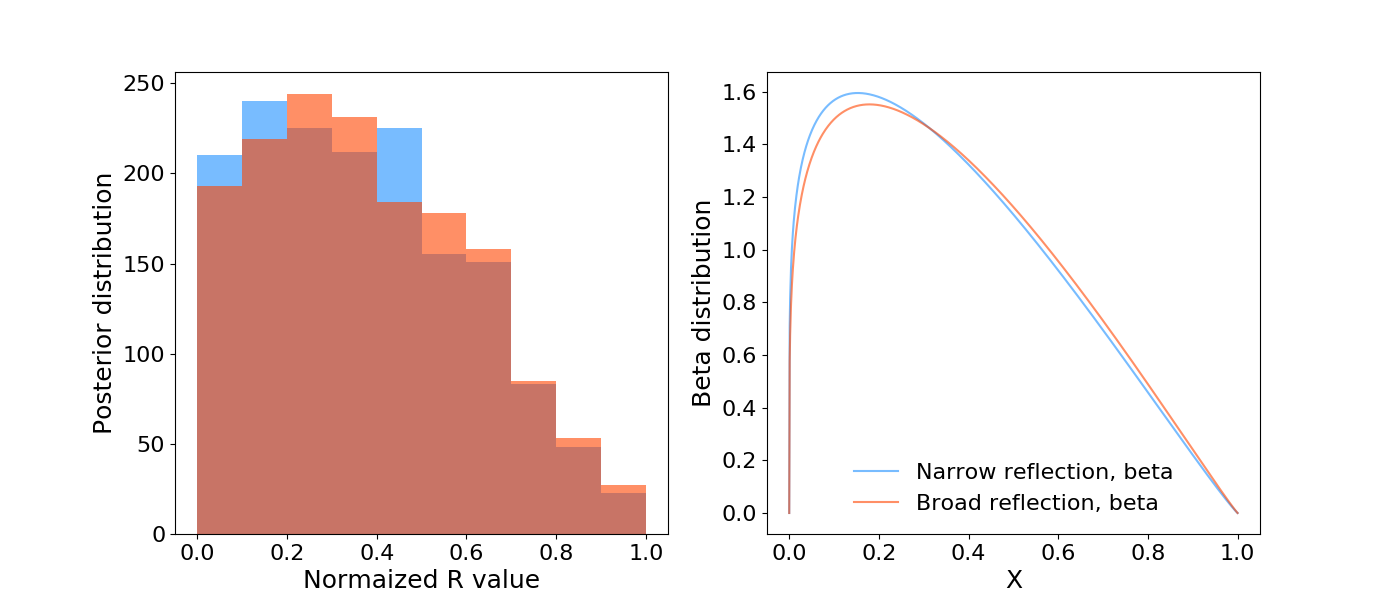 Posterior distribution
250
200
150
100
50
0
0.0 0.2 0.4 0.6 0.8 1.0
Normaized R value
Beta distribution
1.6
1.4
1.2
1.0
0.8
0.6
0.4
0.2
0.0
Narrow reflection, beta
Broad reflection, beta
0.0 0.2 0.4 0.6 0.8 1.0
X